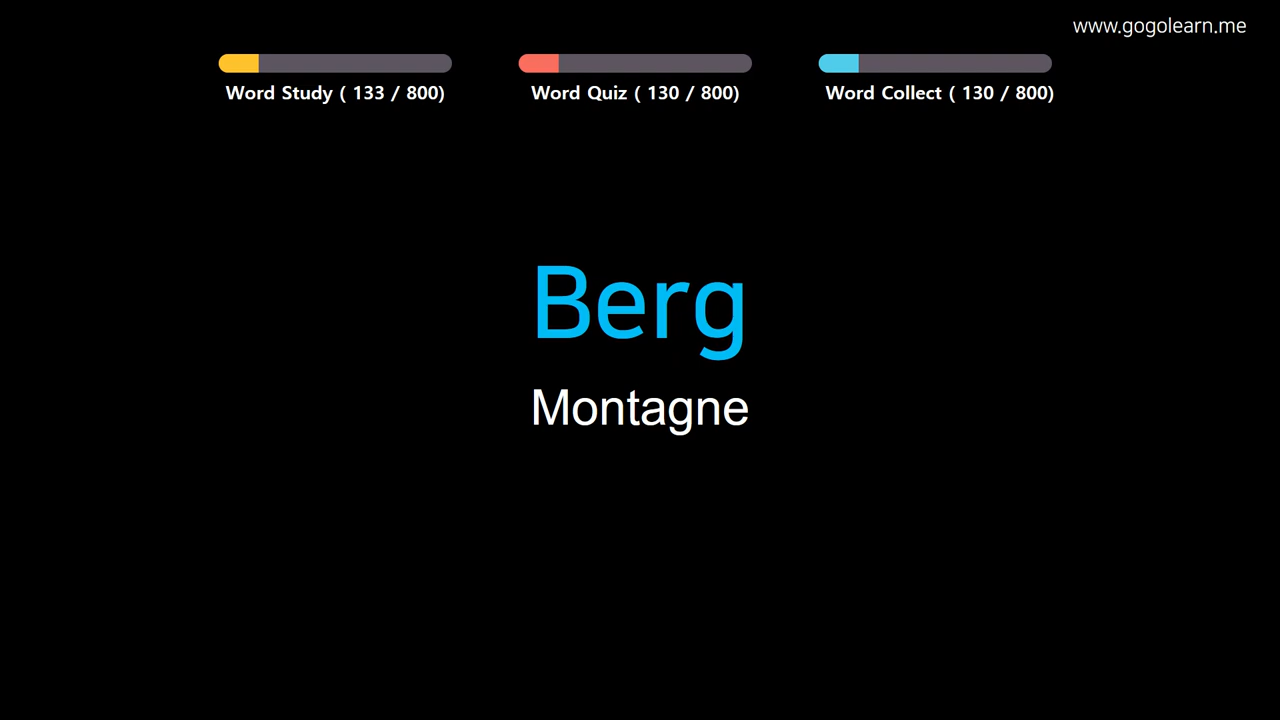 www.gogolearn.me
Word Study ( 133 / 800)
Word Quiz ( 130 / 800)
Word Collect ( 130 / 800)
Berg
Montagne